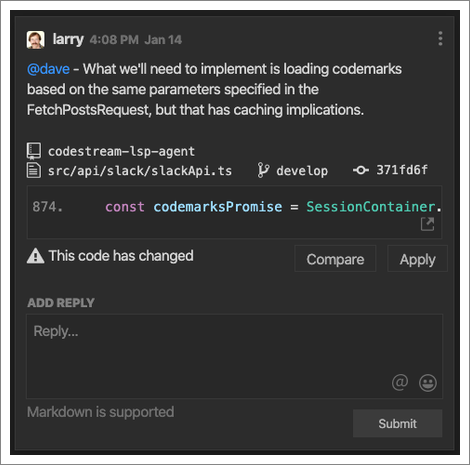 larry 4:08 PM Jan 14
@dave - What we'll need to implement is loading codemarks
based on the same parameters specified in the
FetchPostsRequest, but that has caching implications.
codestream-lsp-agent
src/api/slack/slackApi.ts develop 371fd6f
874. const codemarksPromise = SessionContainer.
This code has changed Compare Apply
ADD REPLY
Reply...
@
Markdown is supported
Submit